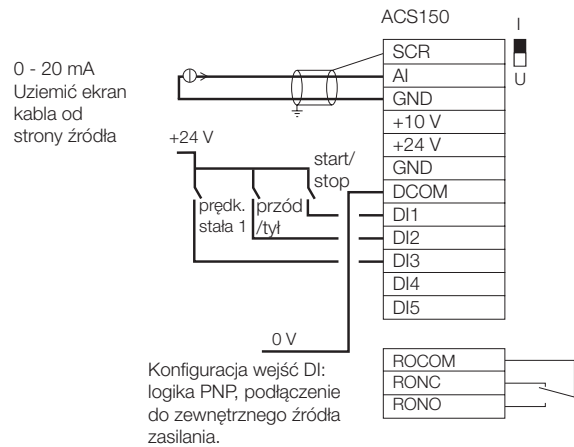 ACS150
I
U
0 - 20 mA
Uziemić ekran
kabla od
strony źródła
SCR
AI
GND
+10 V
+24 V
GND
DCOM
DI1
DI2
DI3
DI4
DI5
+24 V
start/
stop
prędk.
stała 1
przód
/tył
0 V
Konfiguracja wejść DI:
logika PNP, podłączenie
do zewnętrznego źródła
zasilania.
ROCOM
RONC
RONO